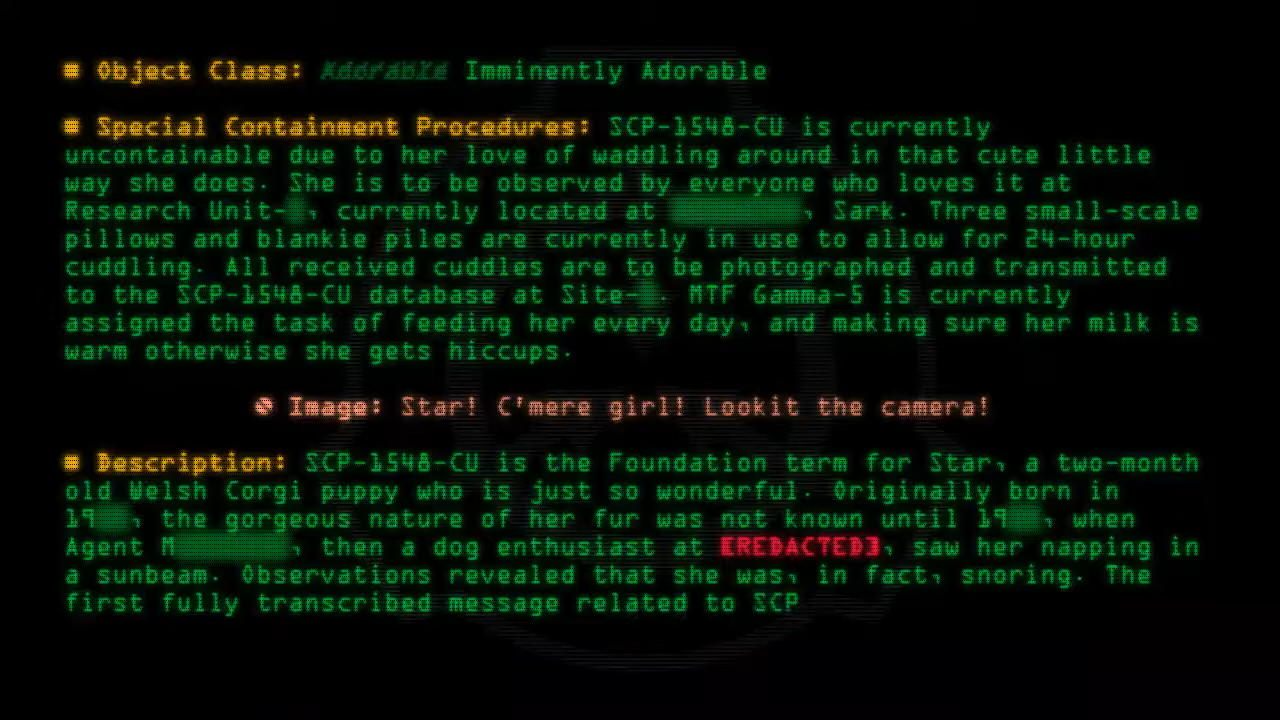 ■ Object Class: Adorable Imminently Adorable
■ Special Containment Procedures: SCP-1548-CU is currently
uncontainable due to her love of waddling around in that cute little
way she does. She is to be observed by everyone who loves it at
Research Unit-█, currently located at ████████, Sark. Three small-scale
pillows and blankie piles are currently in use to allow for 24-hour
cuddling. All received cuddles are to be photographed and transmitted
to the SCP-1548-CU database at Site-█. MTF Gamma-5 is currently
assigned the task of feeding her every day, and making sure her milk is
warm otherwise she gets hiccups.
● Image: Star! C'mere girl! Lookit the camera!
■ Description: SCP-1548-CU is the Foundation term for Star, a two-month
old Welsh Corgi puppy who is just so wonderful. Originally born in
19██, the gorgeous nature of her fur was not known until 19██, when
Agent M███████, then a dog enthusiast at [REDACTED], saw her napping in
a sunbeam. Observations revealed that she was, in fact, snoring. The
first fully transcribed message related to SCP